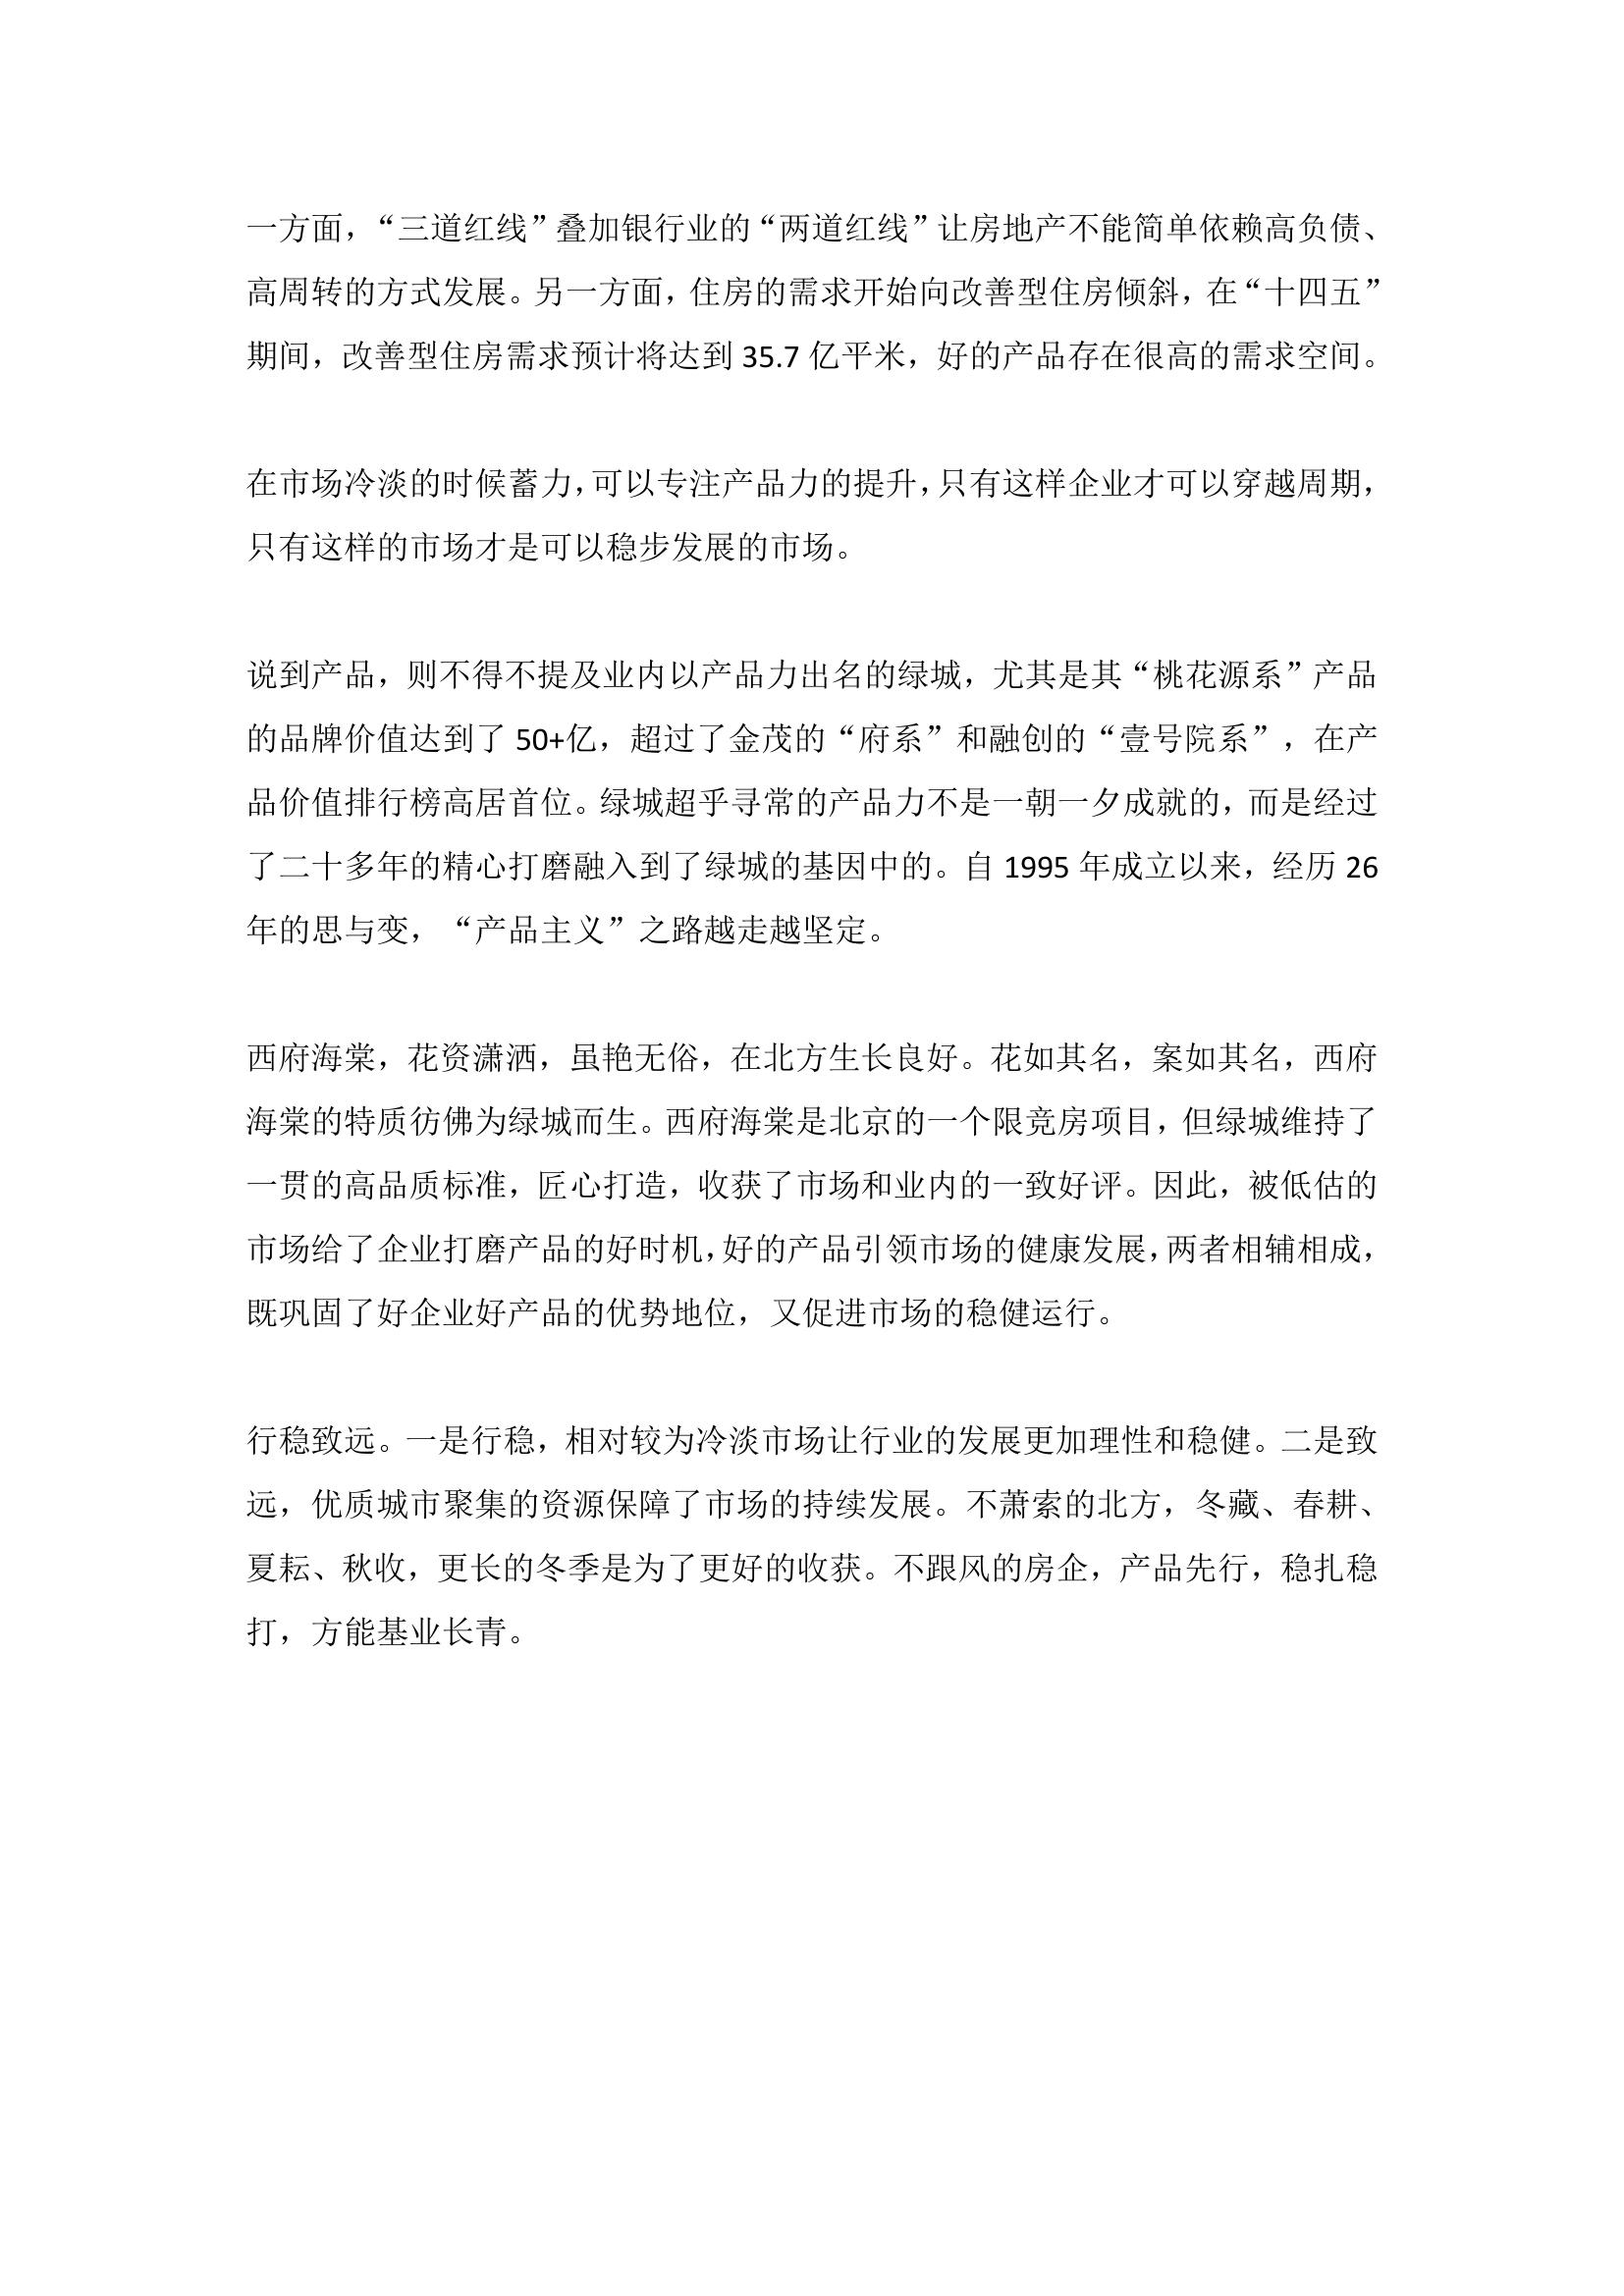 一方面，“三道红线”叠加银行业的“两道红线”让房地产不能简单依赖高负债、
高周转的方式发展。另一方面，住房的需求开始向改善型住房倾斜，在“十四五”
期间，改善型住房需求预计将达到 35.7 亿平米，好的产品存在很高的需求空间。
在市场冷淡的时候蓄力，可以专注产品力的提升，只有这样企业才可以穿越周期，
只有这样的市场才是可以稳步发展的市场。
说到产品，则不得不提及业内以产品力出名的绿城，尤其是其“桃花源系”产品
的品牌价值达到了 50+亿，超过了金茂的“府系”和融创的“壹号院系”，在产
品价值排行榜高居首位。绿城超乎寻常的产品力不是一朝一夕成就的，而是经过
了二十多年的精心打磨融入到了绿城的基因中的。自 1995 年成立以来，经历 26
年的思与变，“产品主义”之路越走越坚定。
西府海棠，花资潇洒，虽艳无俗，在北方生长良好。花如其名，案如其名，西府
海棠的特质彷佛为绿城而生。西府海棠是北京的一个限竞房项目，但绿城维持了
一贯的高品质标准，匠心打造，收获了市场和业内的一致好评。因此，被低估的
市场给了企业打磨产品的好时机，好的产品引领市场的健康发展，两者相辅相成，
既巩固了好企业好产品的优势地位，又促进市场的稳健运行。
行稳致远。一是行稳，相对较为冷淡市场让行业的发展更加理性和稳健。二是致
远，优质城市聚集的资源保障了市场的持续发展。不萧索的北方，冬藏、春耕、
夏耘、秋收，更长的冬季是为了更好的收获。不跟风的房企，产品先行，稳扎稳
打，方能基业长青。